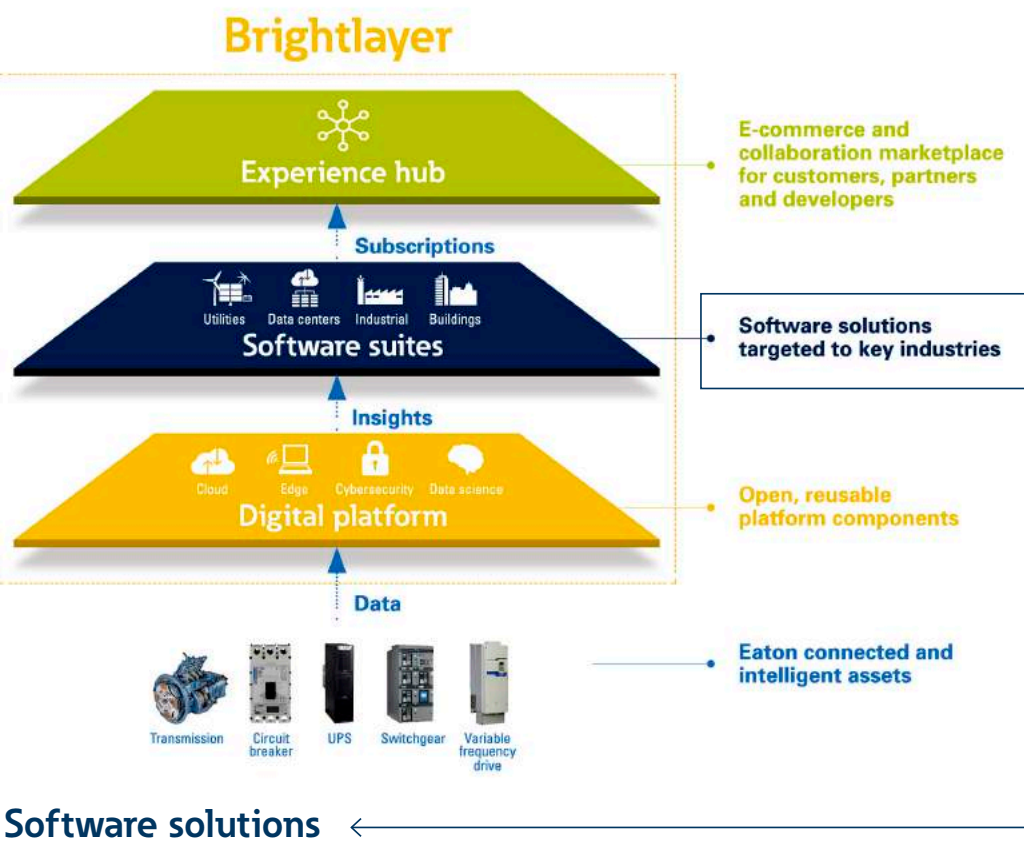 Brightlayer
Experience hub
E-commerce and
collaboration marketplace
for customers, partners
and developers
Subscriptions
Utilities
Data centers
Industrial
Buildings
Software suites
Software solutions
targeted to key industries
Insights
Cloud
Edge
Cybersecurity
Data science
Digital platform
Open, reusable
platform components
Data
Eaton connected and
intelligent assets
Transmission
Circuit
breaker
UPS
Switchgear
Variable
frequency
drive
Software solutions